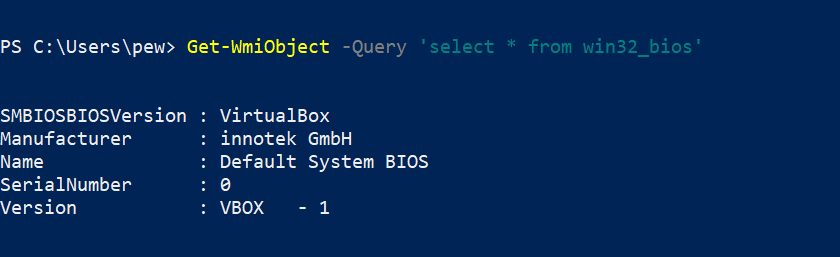 PS C:\Users\pew> Get-WmiObject -Query 'select * from win32_bios'
SMBIOSBIOSVersion : VirtualBox
Manufacturer      : innotek GmbH
Name              : Default System BIOS
SerialNumber      : 0
Version           : VBOX   - 1